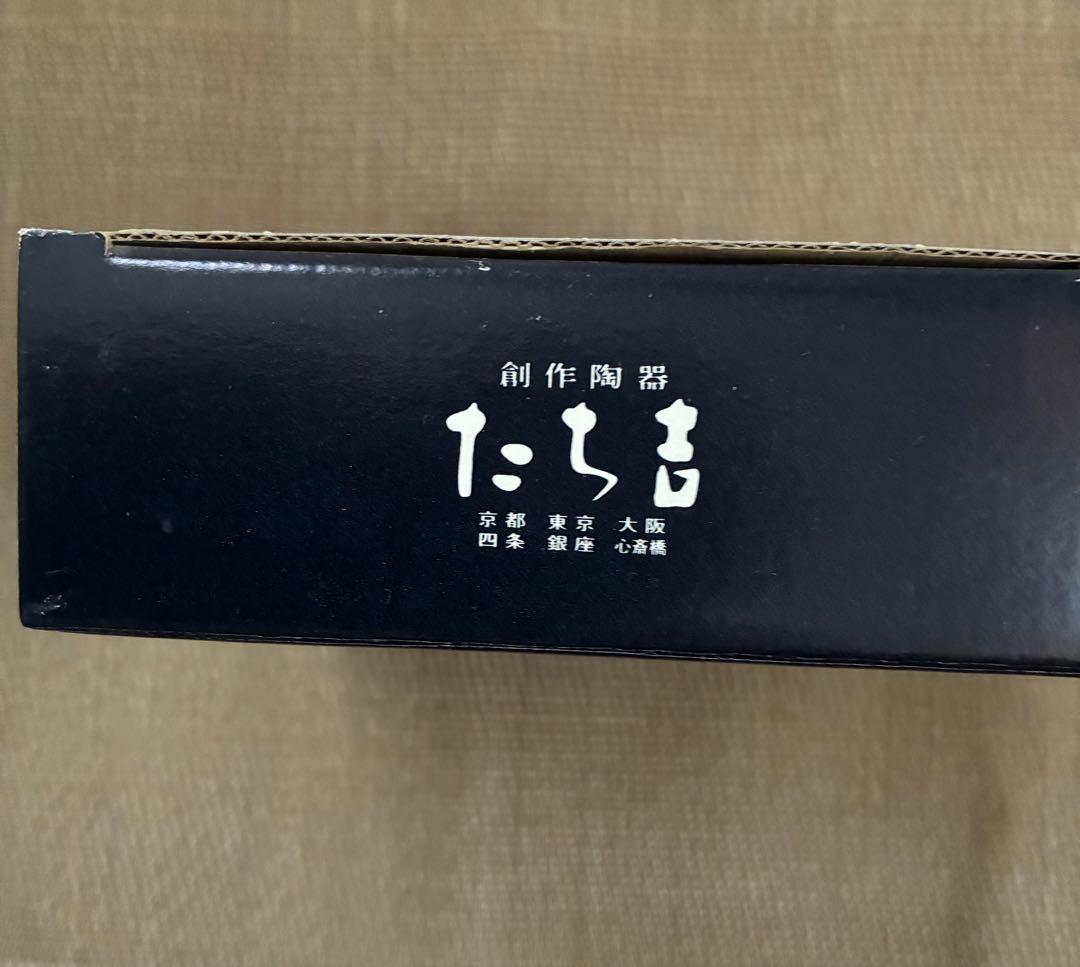 創作陶器
たち吉
京都 東京 大阪
四条 銀座 心斎橋